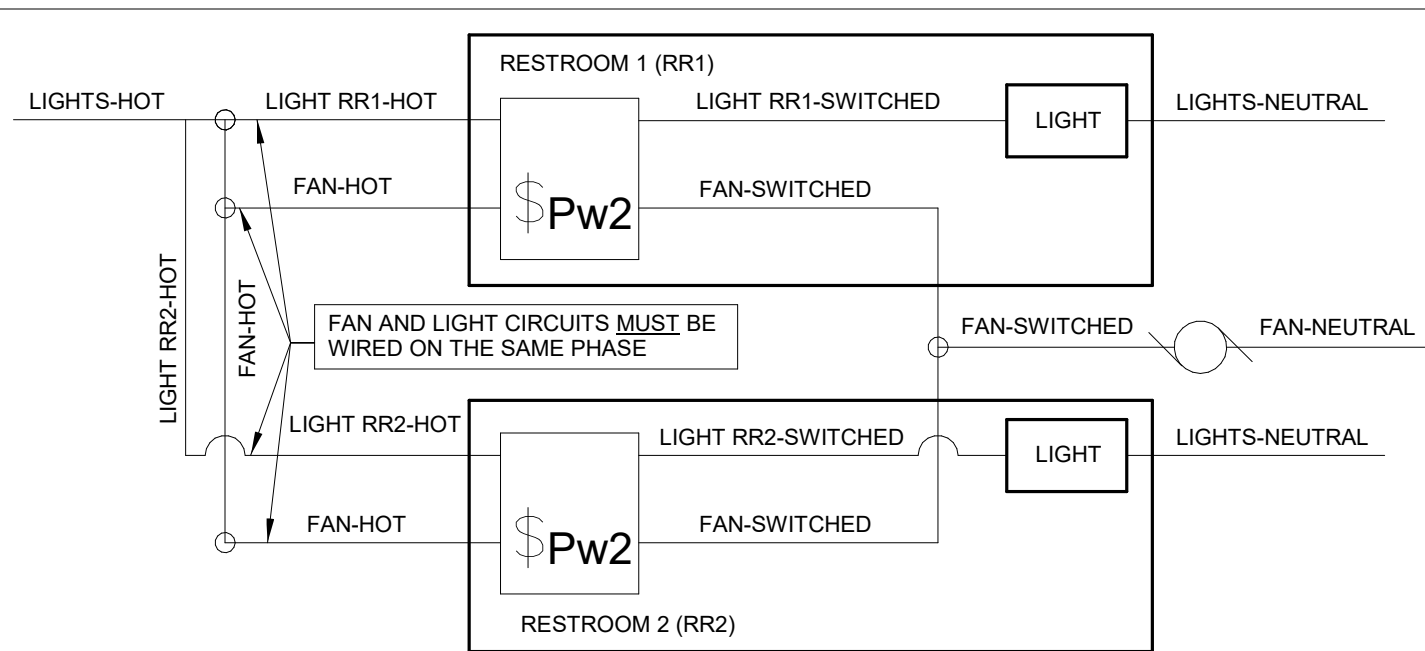 RESTROOM 1 (RR1)
LIGHTS-HOT
LIGHT RR1-HOT
LIGHT RR1-SWITCHED
LIGHT
LIGHTS-NEUTRAL
FAN-HOT
$Pw2
FAN-SWITCHED
LIGHT RR2-HOT
FAN-HOT
FAN AND LIGHT CIRCUITS MUST BE
WIRED ON THE SAME PHASE
FAN-SWITCHED
FAN-NEUTRAL
LIGHT RR2-HOT
LIGHT RR2-SWITCHED
LIGHT
LIGHTS-NEUTRAL
FAN-HOT
$Pw2
FAN-SWITCHED
RESTROOM 2 (RR2)